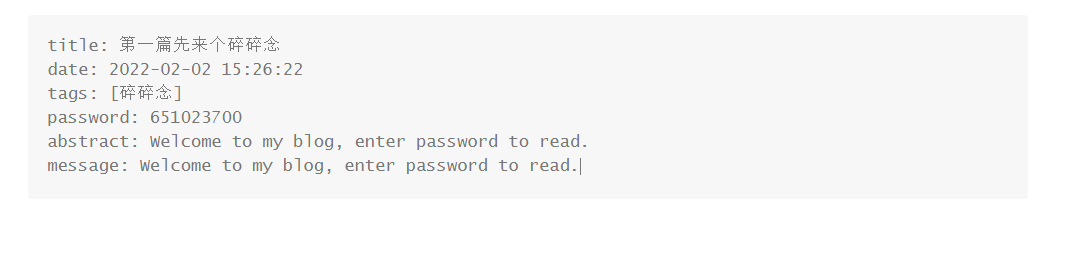 title: 第一篇先来个碎碎念
date: 2022-02-02 15:26:22
tags: [碎碎念]
password: 651023700
abstract: Welcome to my blog, enter password to read.
message: Welcome to my blog, enter password to read.